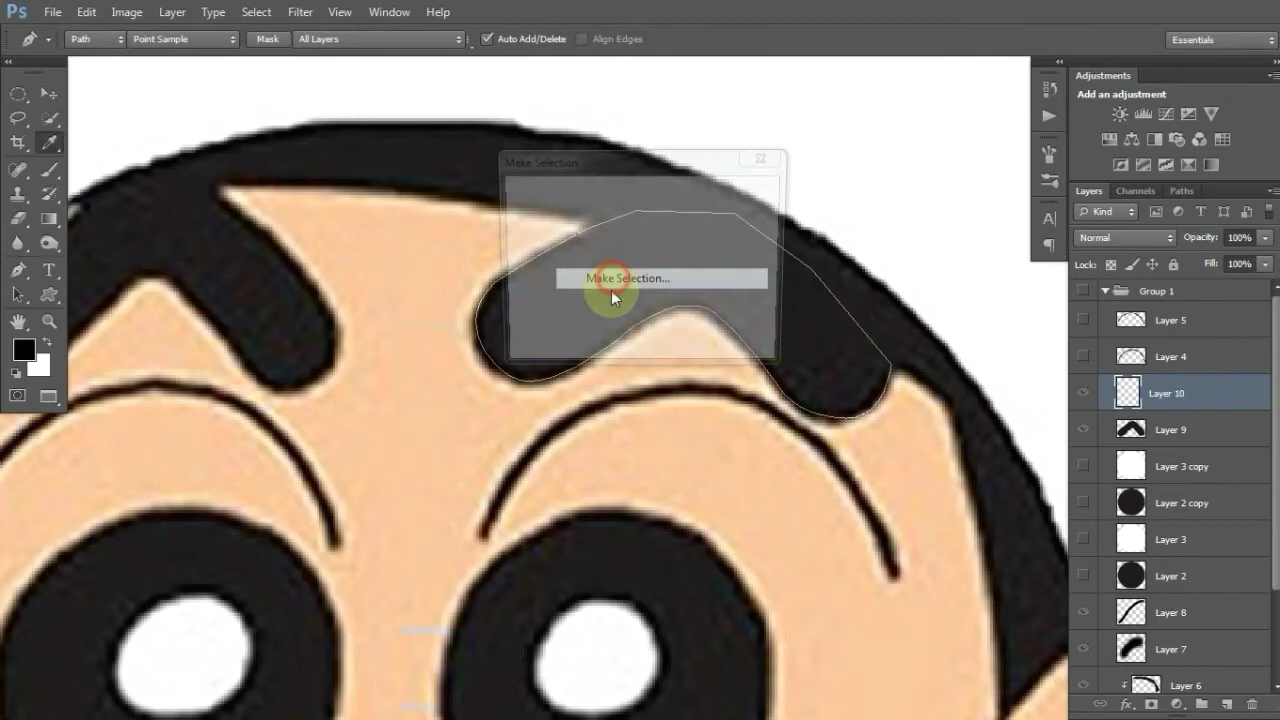 Ps File Edit Image Layer Type Select Filter View Window Help
Path Point Sample Mask All Layers Auto Add/Delete Align Edges Essentials
Adjustments
Add an adjustment
Make Selection
Layers Channels Paths
Kind
Normal Opacity: 100%
Lock: Fill: 100%
Make Selection...
Group 1
Layer 5
Layer 4
Layer 10
Layer 9
Layer 3 copy
Layer 2 copy
Layer 3
Layer 2
Layer 8
Layer 7
Layer 6